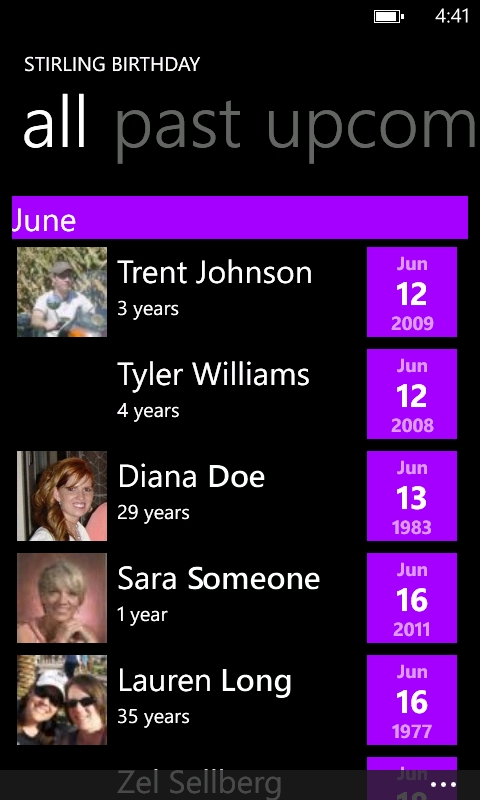 4:41
STIRLING BIRTHDAY
all past upcom
June
Trent Johnson
3 years
Jun
12
2009
Tyler Williams
4 years
Jun
12
2008
Diana Doe
29 years
Jun
13
1983
Sara Someone
1 year
Jun
16
2011
Lauren Long
35 years
Jun
16
1977
Zel Sellberg
Jun
18